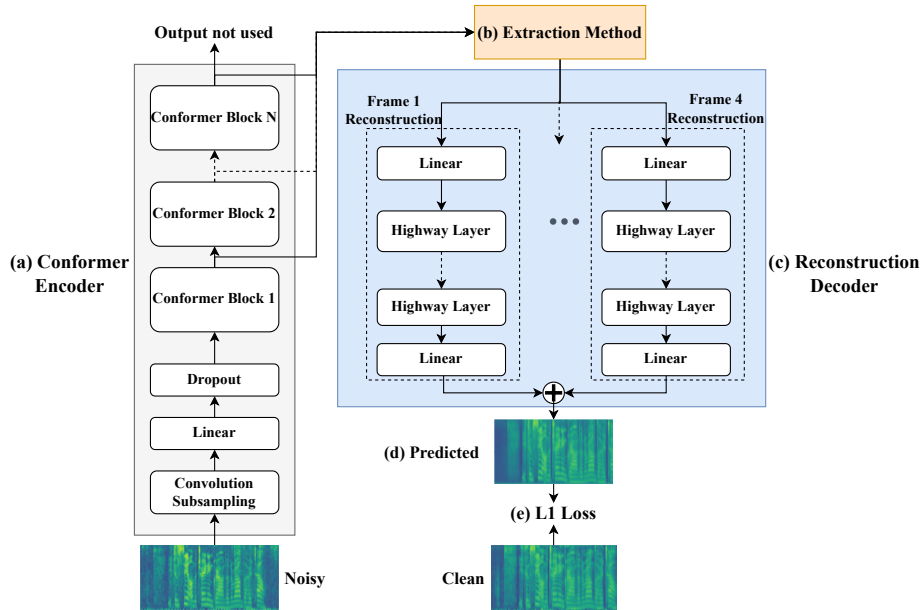 Output not used
(b) Extraction Method
Conformer Block N
Conformer Block 2
Conformer Block 1
(a) Conformer
Encoder
Dropout
Linear
Convolution
Subsampling
Noisy
Frame 1
Reconstruction
Linear
Highway Layer
Highway Layer
Linear
Frame 4
Reconstruction
Linear
Highway Layer
Highway Layer
Linear
(c) Reconstruction
Decoder
(d) Predicted
(e) L1 Loss
Clean